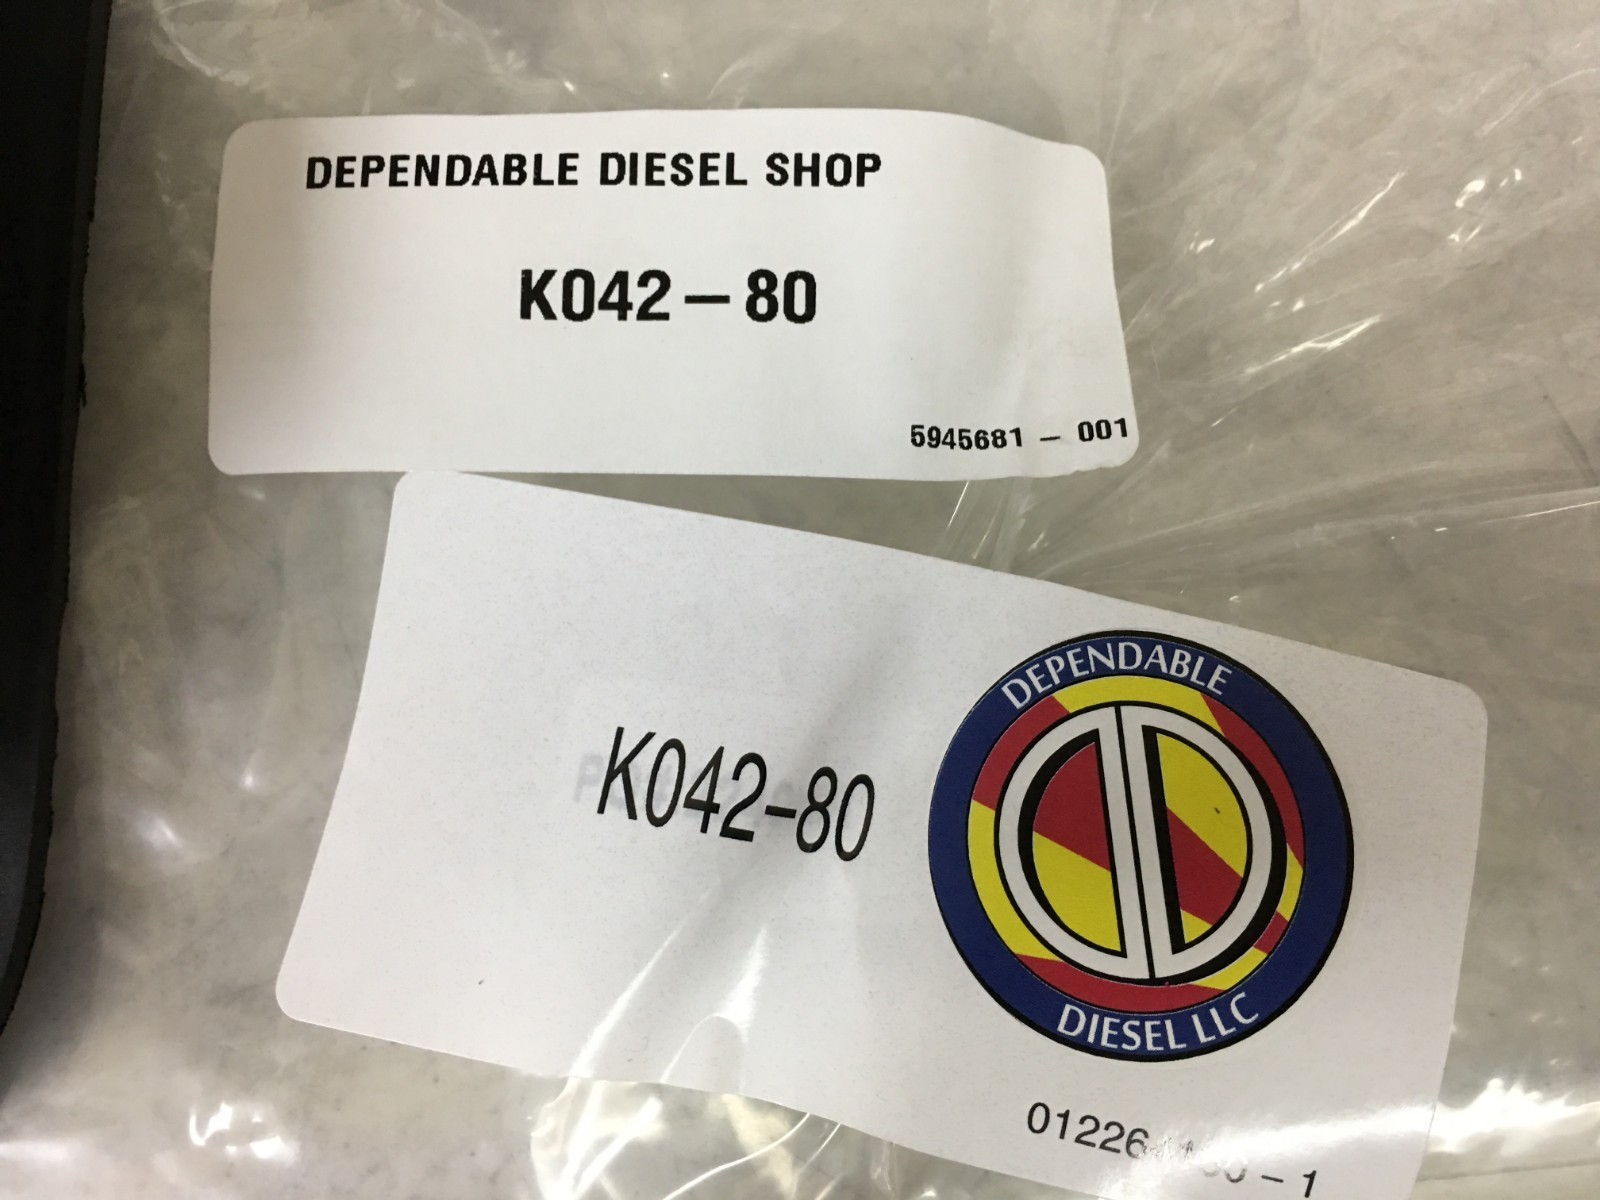 DEPENDABLE DIESEL SHOP
K042-80
5945681 - 001
K042-80
DEPENDABLE
DIESEL LLC